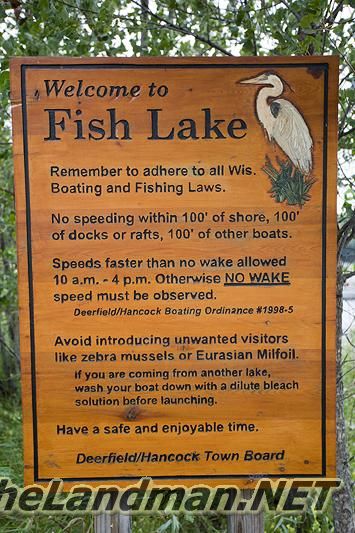 Welcome to
Fish Lake
Remember to adhere to all Wis.
Boating and Fishing Laws.
No speeding within 100' of shore, 100'
of docks or rafts, 100' of other boats.
Speeds faster than no wake allowed
10 a.m. - 4 p.m. Otherwise NO WAKE
speed must be observed.
Deerfield/Hancock Boating Ordinance #1998-5
Avoid introducing unwanted visitors
like zebra mussels or Eurasian Milfoil.
If you are coming from another lake,
wash your boat down with a dilute bleach
solution before launching.
Have a safe and enjoyable time.
Deerfield/Hancock Town Board
theLandman.NET